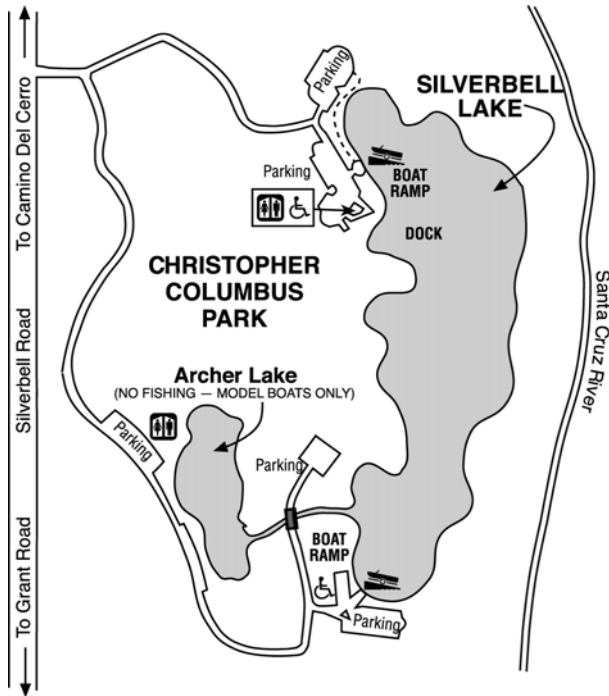 Parking
SILVERBELL
LAKE
To Camino Del Cerro
Parking
BOAT
RAMP
DOCK
CHRISTOPHER
COLUMBUS
PARK
Santa Cruz River
Silverbell Road
Archer Lake
(NO FISHING — MODEL BOATS ONLY)
Parking
Parking
BOAT
RAMP
To Grant Road
Parking